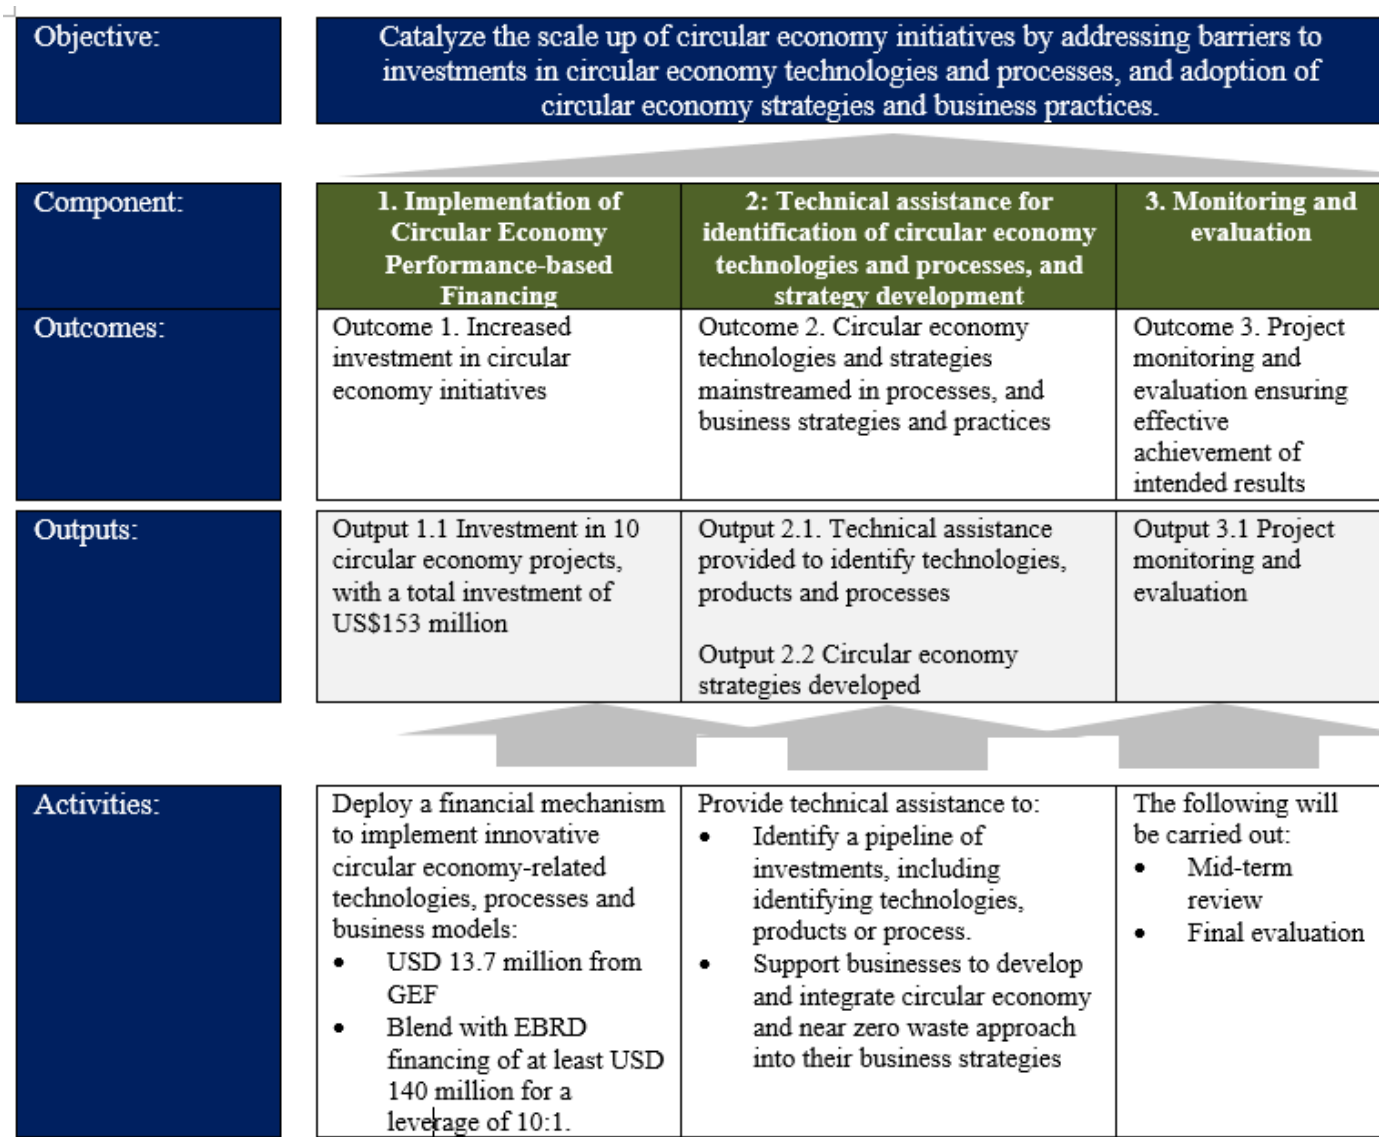 Objective:
Catalyze the scale up of circular economy initiatives by addressing barriers to
investments in circular economy technologies and processes, and adoption of
circular economy strategies and business practices.
Component:
1. Implementation of
Circular Economy
Performance-based
Financing
2: Technical assistance for
identification of circular economy
technologies and processes, and
strategy development
3. Monitoring and
evaluation
Outcomes:
Outcome 1. Increased
investment in circular
economy initiatives
Outcome 2. Circular economy
technologies and strategies
mainstreamed in processes, and
business strategies and practices
Outcome 3. Project
monitoring and
evaluation ensuring
effective
achievement of
intended results
Outputs:
Output 1.1 Investment in 10
circular economy projects,
with a total investment of
US$153 million
Output 2.1. Technical assistance
provided to identify technologies,
products and processes
Output 2.2 Circular economy
strategies developed
Output 3.1 Project
monitoring and
evaluation
Activities:
Deploy a financial mechanism
to implement innovative
circular economy-related
technologies, processes and
business models:
• USD 13.7 million from
GEF
• Blend with EBRD
financing of at least USD
140 million for a
leverage of 10:1.
Provide technical assistance to:
• Identify a pipeline of
investments, including
identifying technologies,
products or process.
• Support businesses to develop
and integrate circular economy
and near zero waste approach
into their business strategies
The following will
be carried out:
• Mid-term
review
• Final evaluation